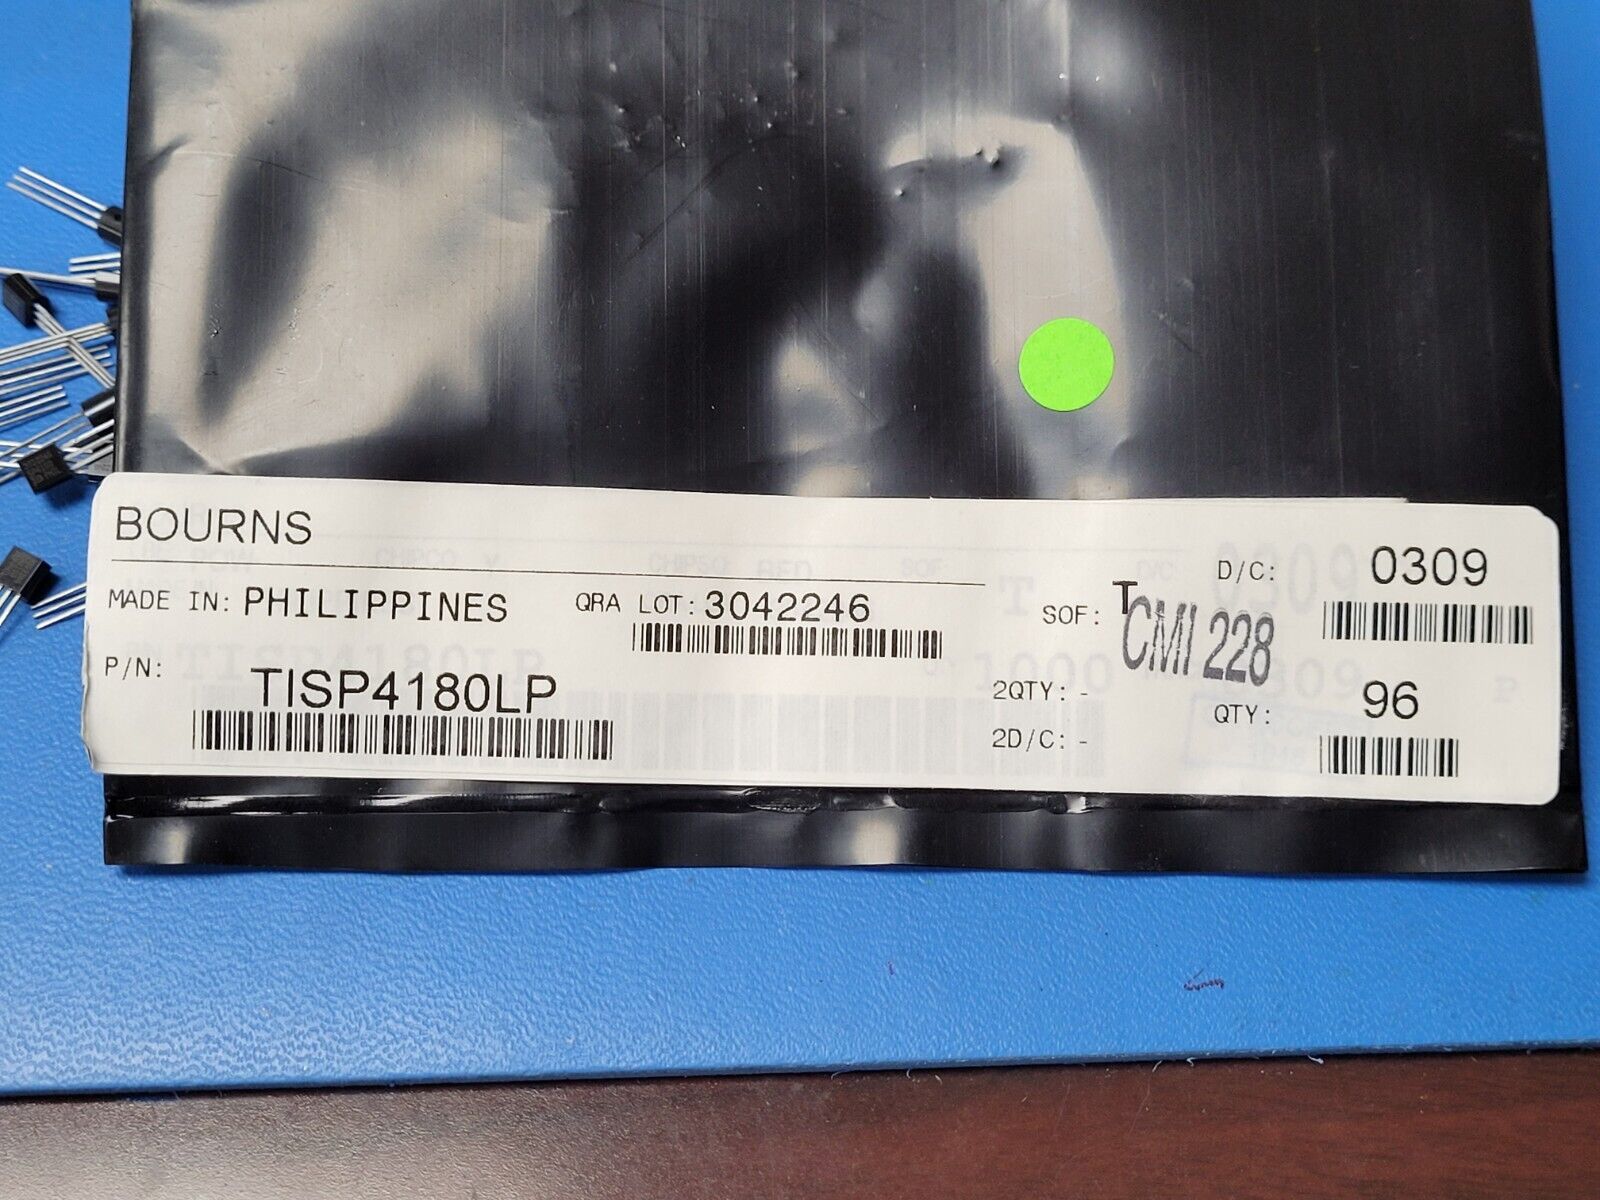 BOURNS
D/C: 0309
MADE IN: PHILIPPINES QRA LOT: 3042246 SOF: T
CMI 228
P/N: TISP4180LP
2QTY: - QTY: 96
2D/C: -